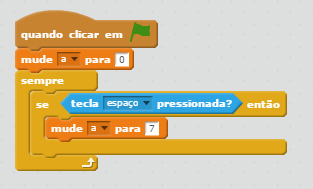 quando clicar em
mude a para 0
sempre
se tecla espaço pressionada? então
mude a para 7